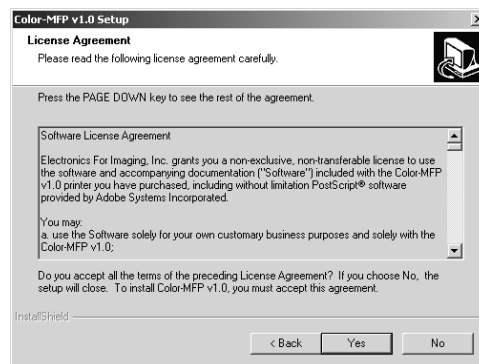 Color-MFP v1.0 Setup
License Agreement
Please read the following license agreement carefully.
Press the PAGE DOWN key to see the rest of the agreement.
Software License Agreement
Electronics For Imaging, Inc. grants you a non-exclusive, non-transferable license to use
the software and accompanying documentation ("Software") included with the Color-MFP
v1.0 printer you have purchased, including without limitation PostScript® software
provided by Adobe Systems Incorporated.
You may:
a. use the Software solely for your own customary business purposes and solely with the
Color-MFP v1.0;
Do you accept all the terms of the preceding License Agreement? If you choose No, the
setup will close. To install Color-MFP v1.0, you must accept this agreement.
InstallShield
< Back
Yes
No